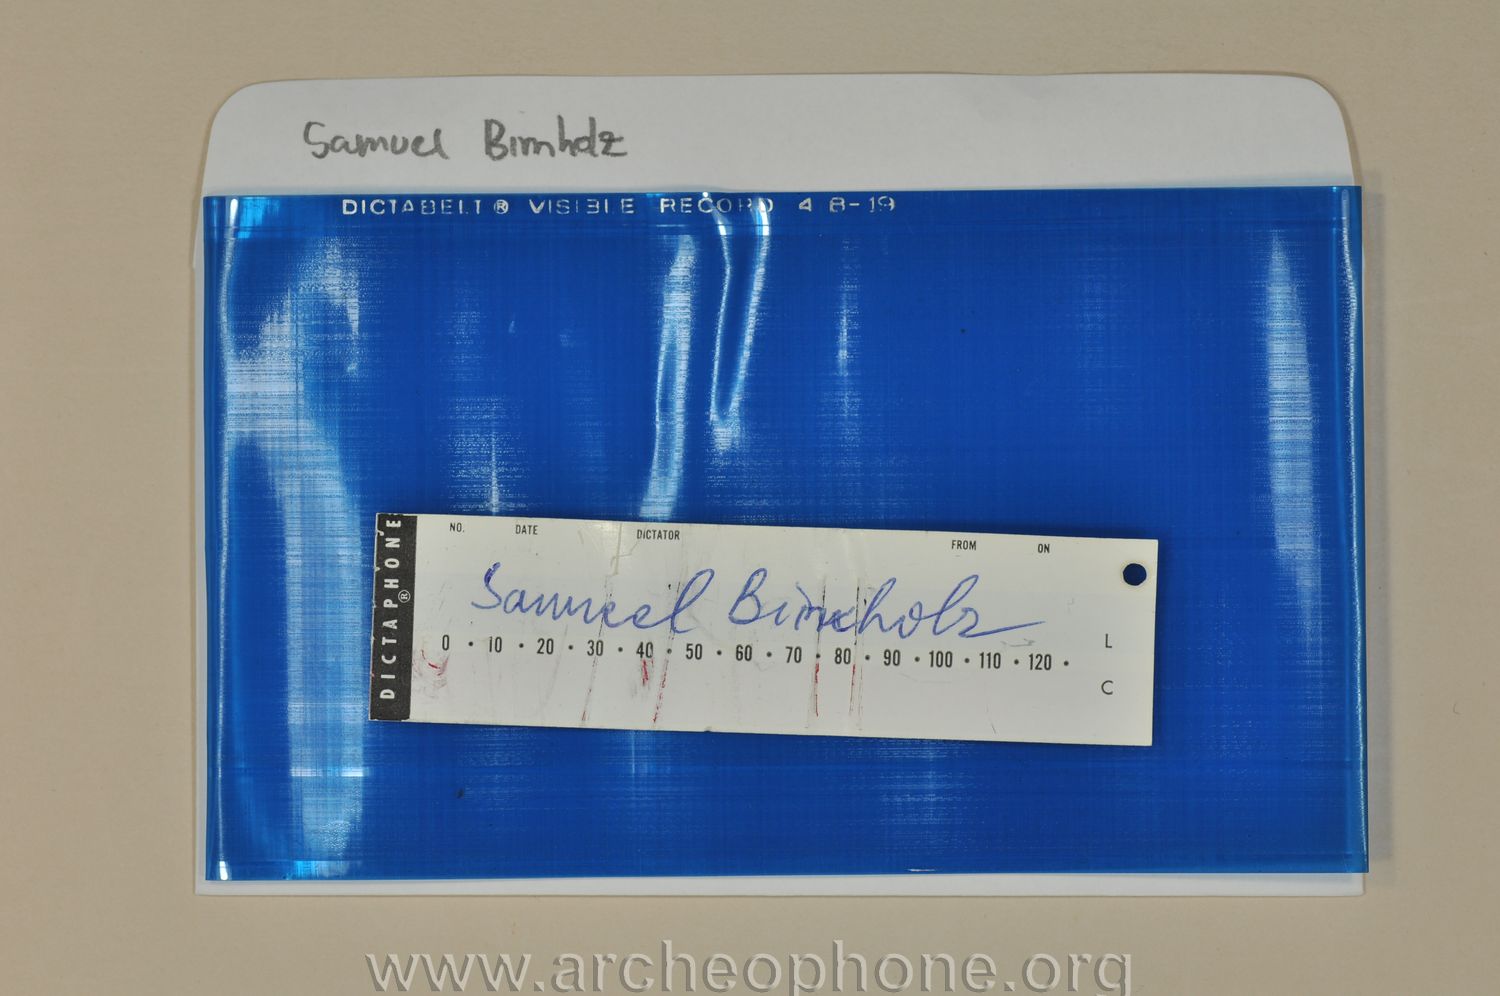 Samuel Birnholz
DICTABELT® VISIBLE RECORD 4 8-19
DICTAPHONE®
NO. DATE DICTATOR FROM ON
Samuel Birncholz
0 • 10 • 20 • 30 • 40 • 50 • 60 • 70 • 80 • 90 • 100 • 110 • 120 •
L
C
www.archeophone.org